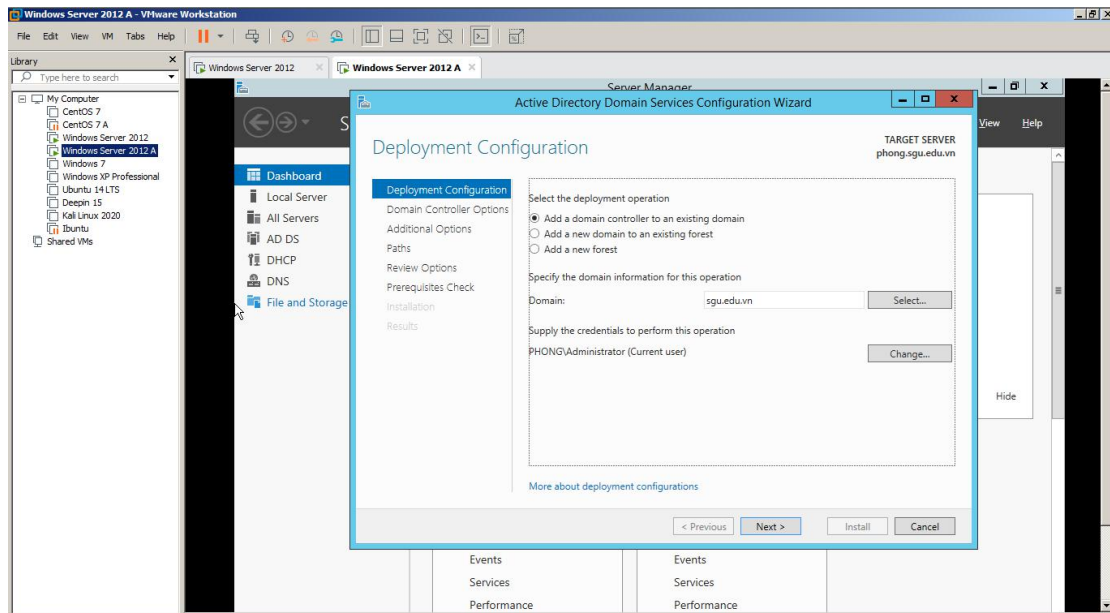 Windows Server 2012 A - VMware Workstation
File Edit View VM Tabs Help
Library
Type here to search
My Computer
CentOS 7
CentOS 7 A
Windows Server 2012
Windows Server 2012 A
Windows 7
Windows XP Professional
Ubuntu 14 LTS
Deepin 15
Kali Linux 2020
Ibuntu
Shared VMs
Windows Server 2012
Windows Server 2012 A
Server Manager
View Help
Dashboard
Local Server
All Servers
AD DS
DHCP
DNS
File and Storage
Active Directory Domain Services Configuration Wizard
Deployment Configuration
TARGET SERVER
phong.sgu.edu.vn
Deployment Configuration
Domain Controller Options
Additional Options
Paths
Review Options
Prerequisites Check
Installation
Results
Select the deployment operation
Add a domain controller to an existing domain
Add a new domain to an existing forest
Add a new forest
Specify the domain information for this operation
Domain: sgu.edu.vn Select...
Supply the credentials to perform this operation
PHONG\Administrator (Current user) Change...
More about deployment configurations
< Previous Next > Install Cancel
Hide
Events Events
Services Services
Performance Performance